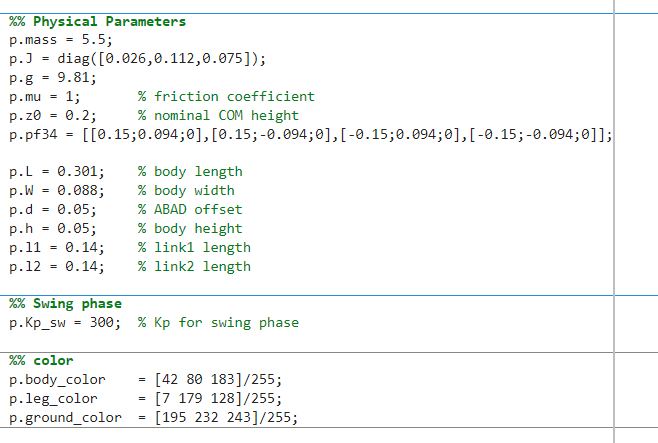 %% Physical Parameters
p.mass = 5.5;
p.J = diag([0.026,0.112,0.075]);
p.g = 9.81;
p.mu = 1;       % friction coefficient
p.z0 = 0.2;     % nominal COM height
p.pf34 = [[0.15;0.094;0],[0.15;-0.094;0],[-0.15;0.094;0],[-0.15;-0.094;0]];
p.L = 0.301;    % body length
p.W = 0.088;    % body width
p.d = 0.05;     % ABAD offset
p.h = 0.05;     % body height
p.l1 = 0.14;    % link1 length
p.l2 = 0.14;    % link2 length
%% Swing phase
p.Kp_sw = 300;  % Kp for swing phase
%% color
p.body_color    = [42 80 183]/255;
p.leg_color     = [7 179 128]/255;
p.ground_color  = [195 232 243]/255;